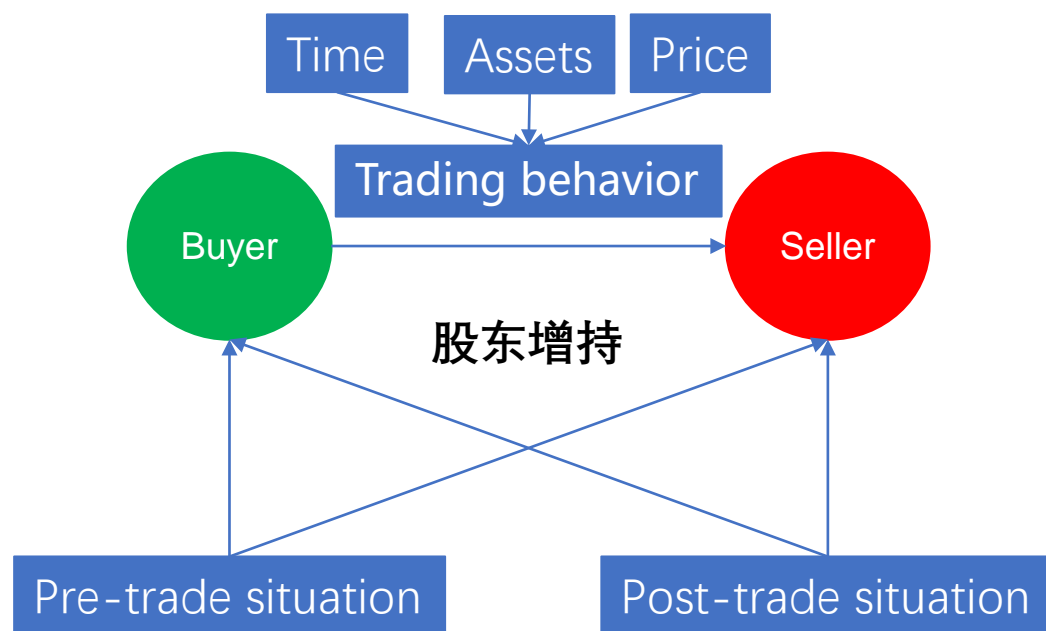 Time
Assets
Price
Trading behavior
Buyer
Seller
股东增持
Pre-trade situation
Post-trade situation